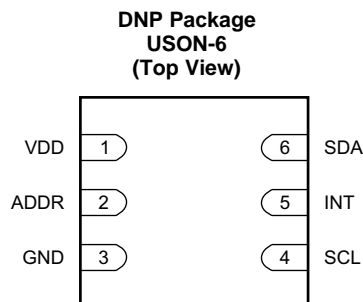 DNP Package
USON-6
(Top View)
VDD 1 6 SDA
ADDR 2 5 INT
GND 3 4 SCL